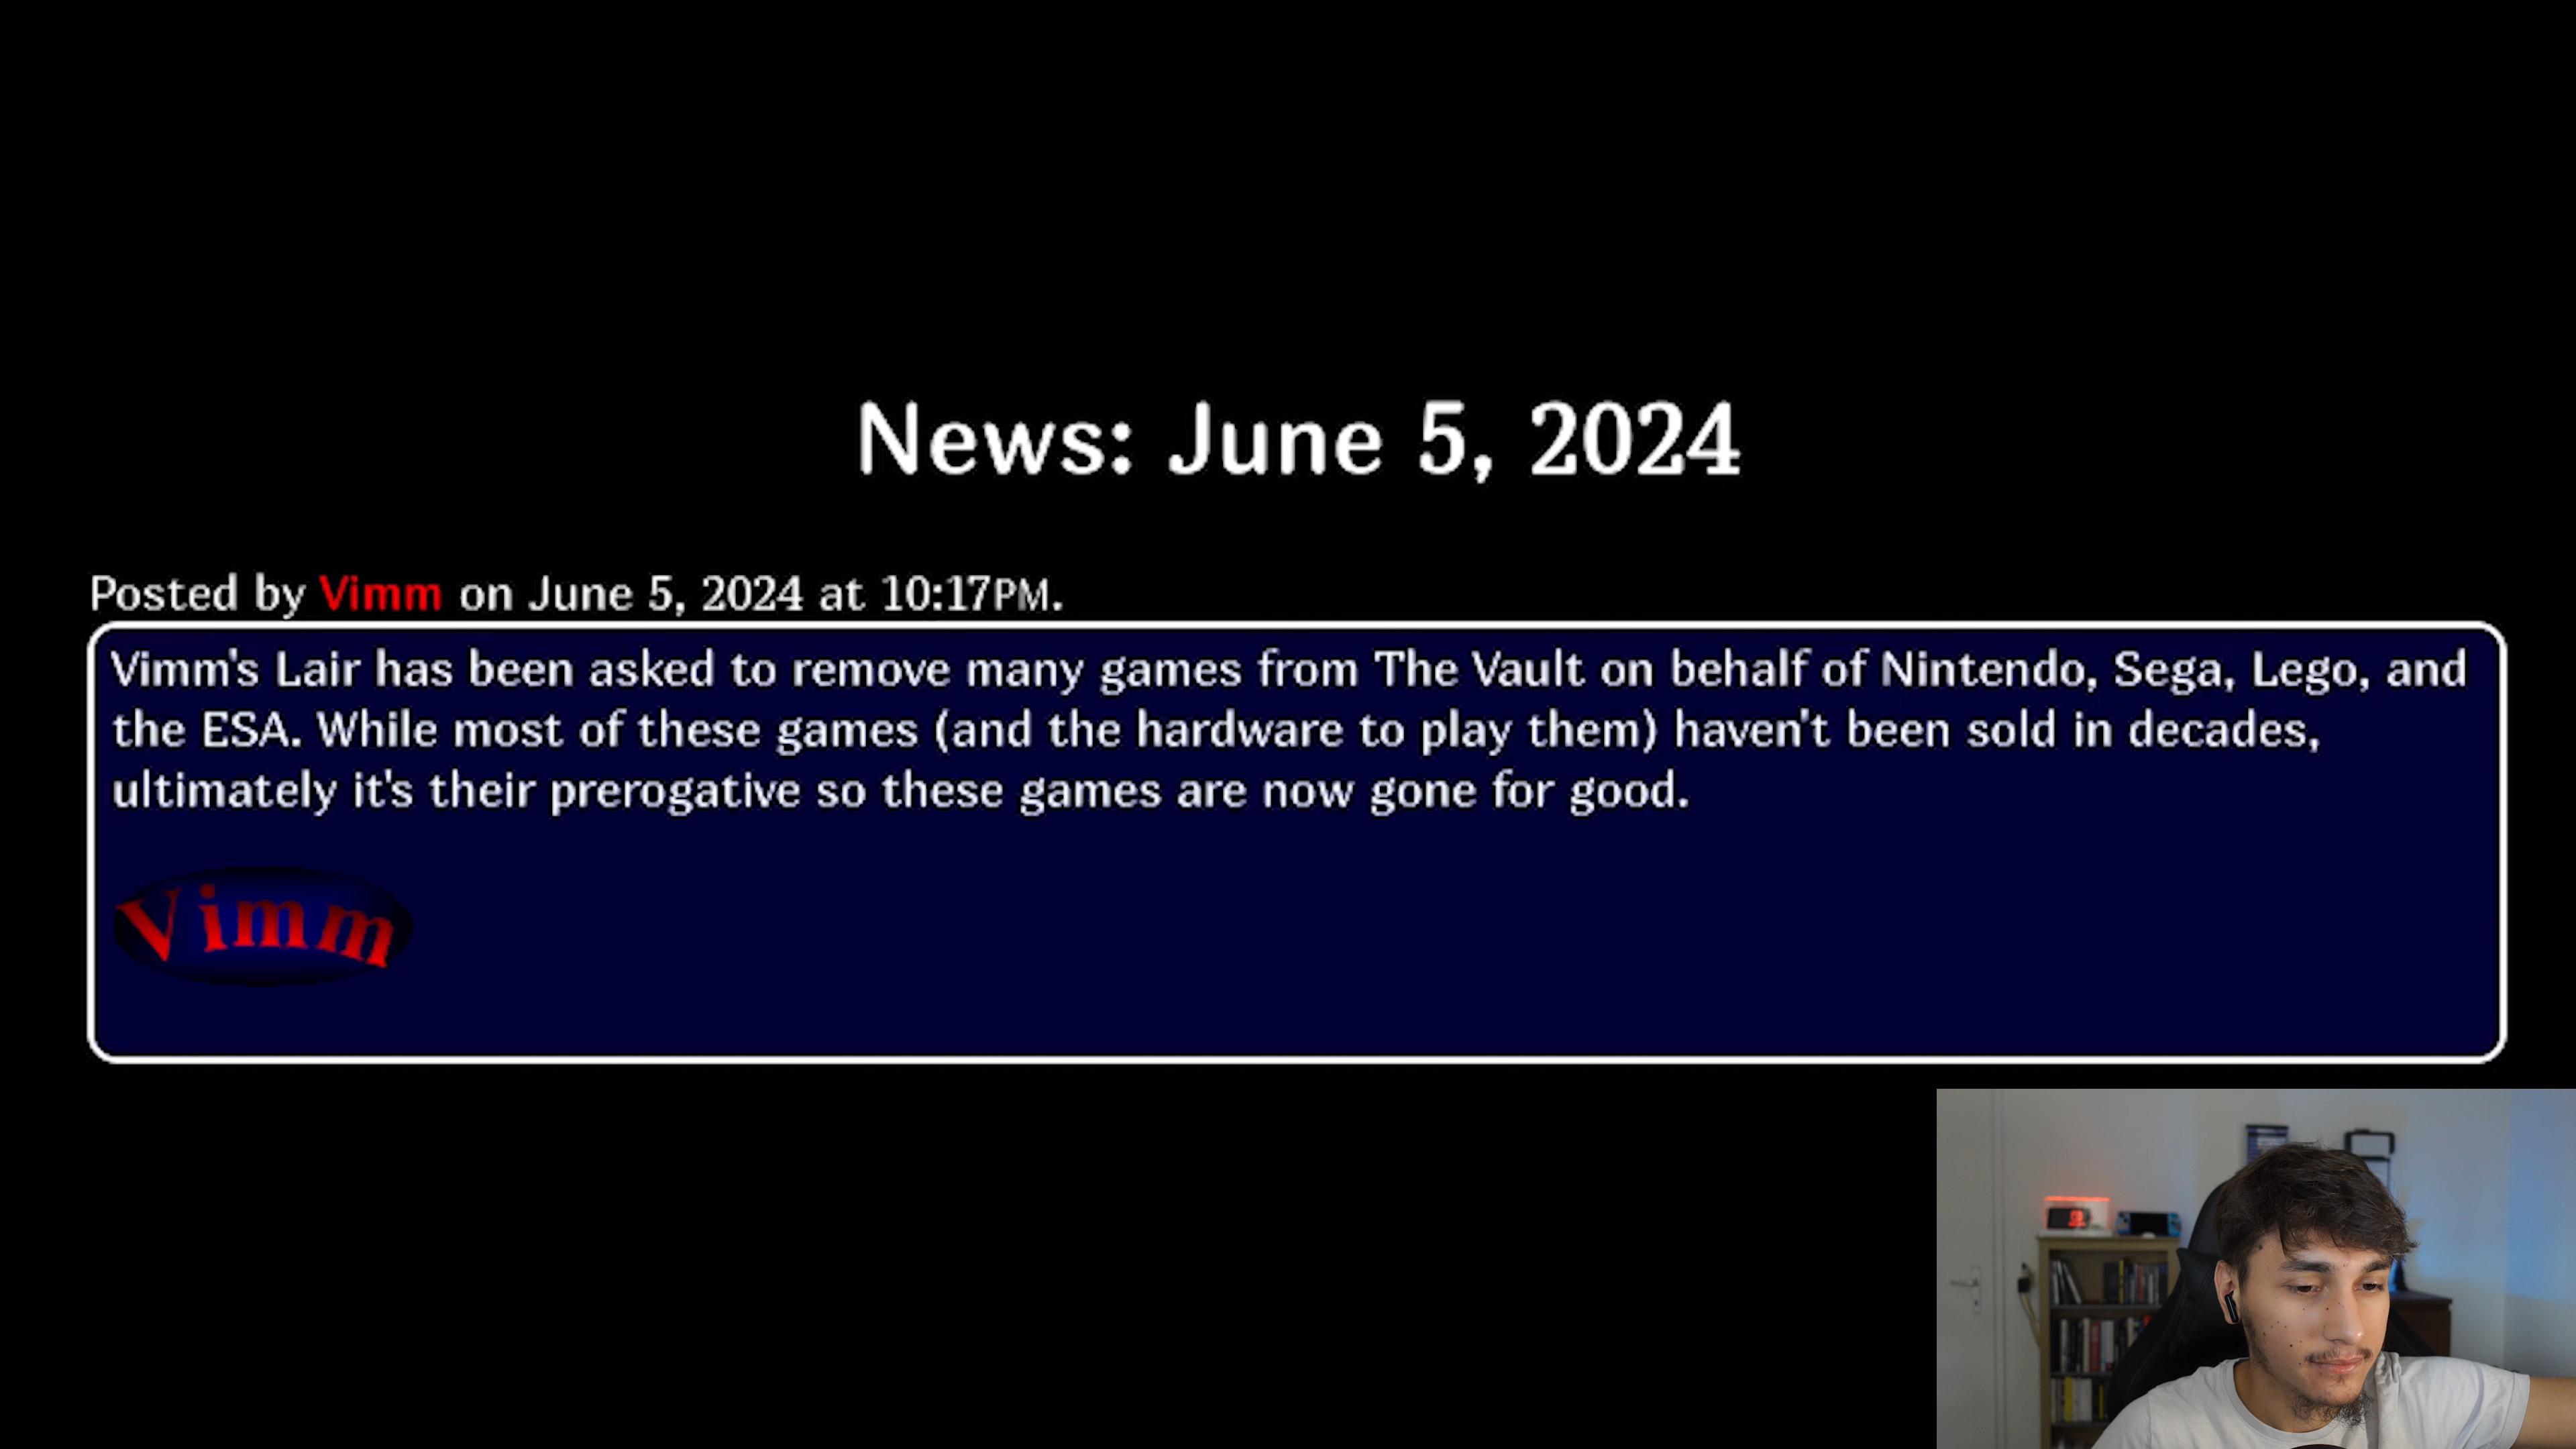 News: June 5, 2024
Posted by Vimm on June 5, 2024 at 10:17PM.
Vimm's Lair has been asked to remove many games from The Vault on behalf of Nintendo, Sega, Lego, and
the ESA. While most of these games (and the hardware to play them) haven't been sold in decades,
ultimately it's their prerogative so these games are now gone for good.
Vimm